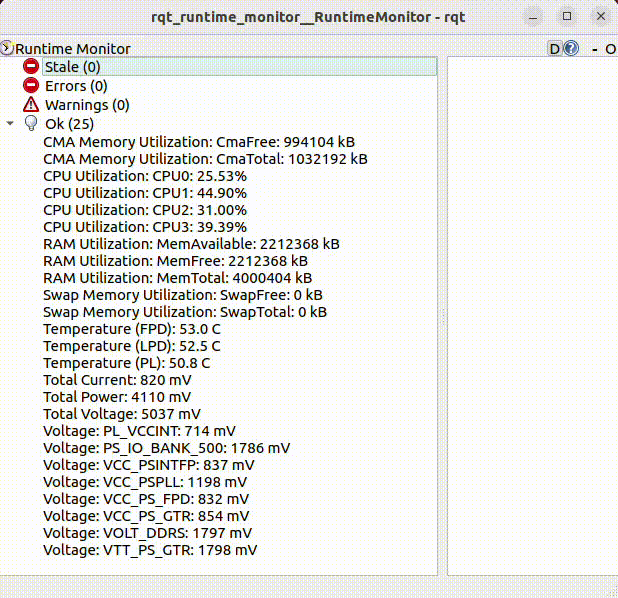 rqt_runtime_monitor__RuntimeMonitor - rqt
Runtime Monitor D - O
Stale (0)
Errors (0)
Warnings (0)
Ok (25)
CMA Memory Utilization: CmaFree: 994104 kB
CMA Memory Utilization: CmaTotal: 1032192 kB
CPU Utilization: CPU0: 25.53%
CPU Utilization: CPU1: 44.90%
CPU Utilization: CPU2: 31.00%
CPU Utilization: CPU3: 39.39%
RAM Utilization: MemAvailable: 2212368 kB
RAM Utilization: MemFree: 2212368 kB
RAM Utilization: MemTotal: 4000404 kB
Swap Memory Utilization: SwapFree: 0 kB
Swap Memory Utilization: SwapTotal: 0 kB
Temperature (FPD): 53.0 C
Temperature (LPD): 52.5 C
Temperature (PL): 50.8 C
Total Current: 820 mV
Total Power: 4110 mV
Total Voltage: 5037 mV
Voltage: PL_VCCINT: 714 mV
Voltage: PS_IO_BANK_500: 1786 mV
Voltage: VCC_PSINTFP: 837 mV
Voltage: VCC_PSPLL: 1198 mV
Voltage: VCC_PS_FPD: 832 mV
Voltage: VCC_PS_GTR: 854 mV
Voltage: VOLT_DDRS: 1797 mV
Voltage: VTT_PS_GTR: 1798 mV